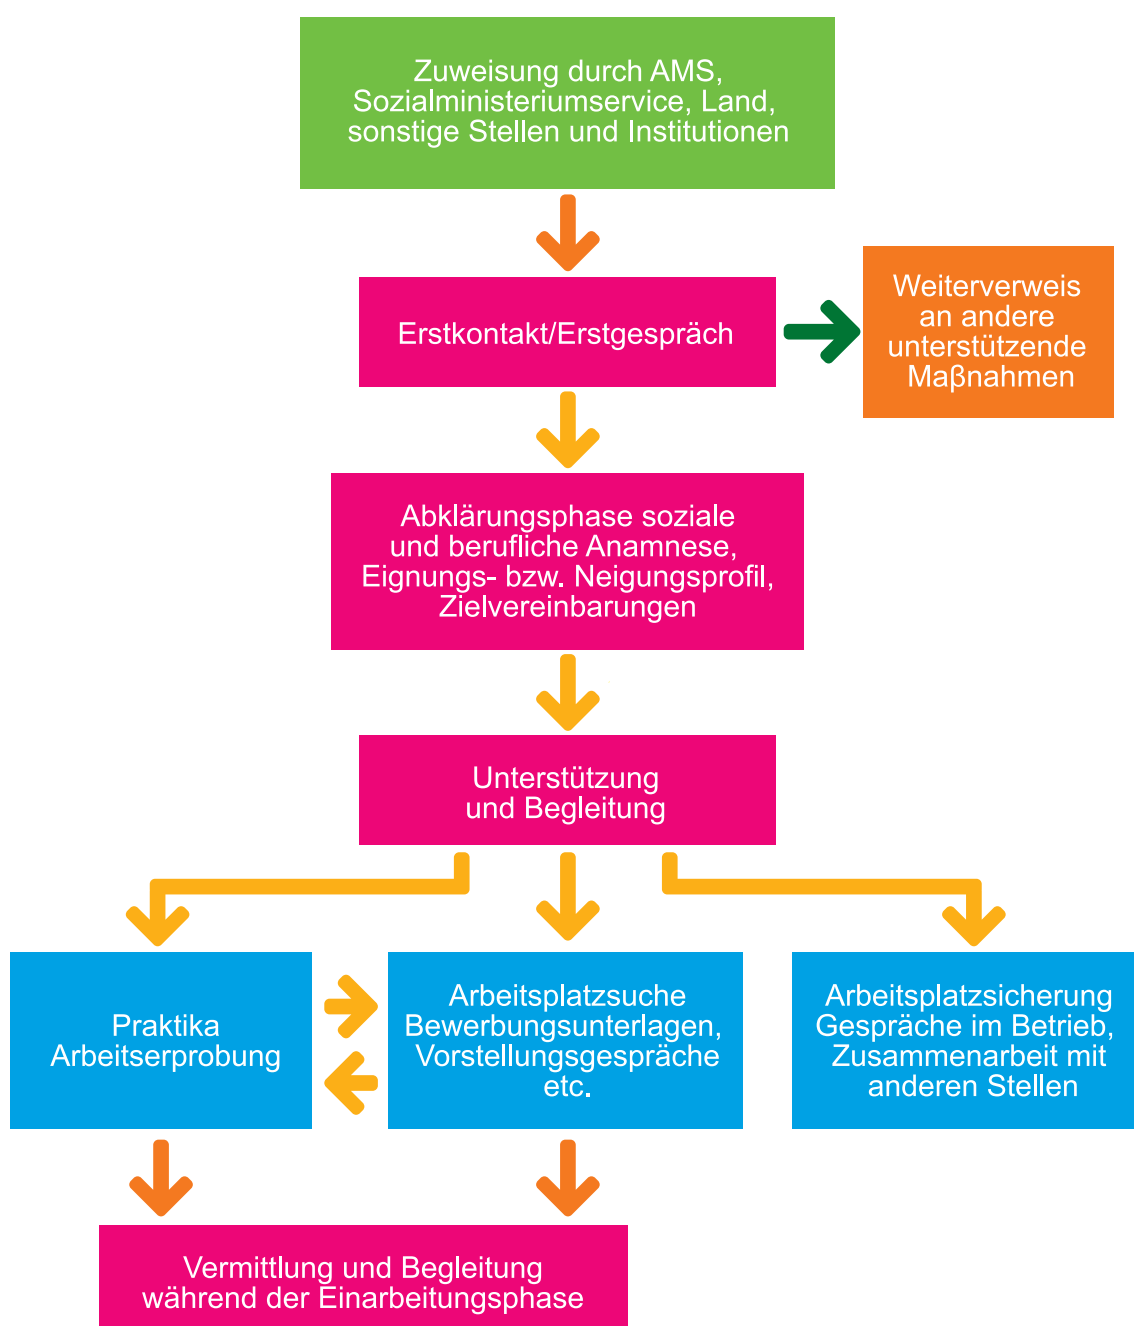 Zuweisung durch AMS,
Sozialministeriumservice, Land,
sonstige Stellen und Institutionen
Erstkontakt/Erstgespräch
Weiterverweis
an andere
unterstützende
Maßnahmen
Abklärungsphase soziale
und berufliche Anamnese,
Eignungs- bzw. Neigungsprofil,
Zielvereinbarungen
Unterstützung
und Begleitung
Praktika
Arbeitserprobung
Arbeitsplatzsuche
Bewerbungsunterlagen,
Vorstellungsgespräche
etc.
Arbeitsplatzsicherung
Gespräche im Betrieb,
Zusammenarbeit mit
anderen Stellen
Vermittlung und Begleitung
während der Einarbeitungsphase